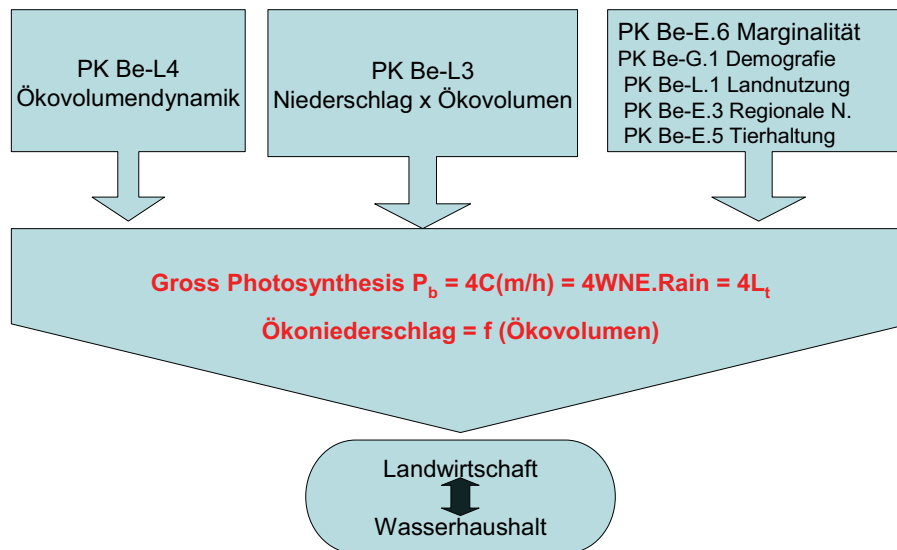 PK Be-L4
Ökovolumendynamik
PK Be-L3
Niederschlag x Ökovolumen
PK Be-E.6 Marginalität
PK Be-G.1 Demografie
PK Be-L.1 Landnutzung
PK Be-E.3 Regionale N.
PK Be-E.5 Tierhaltung
Gross Photosynthesis P_b = 4C(m/h) = 4WNE.Rain = 4L_t
Ökoniederschlag = f (Ökovolumen)
Landwirtschaft
Wasserhaushalt